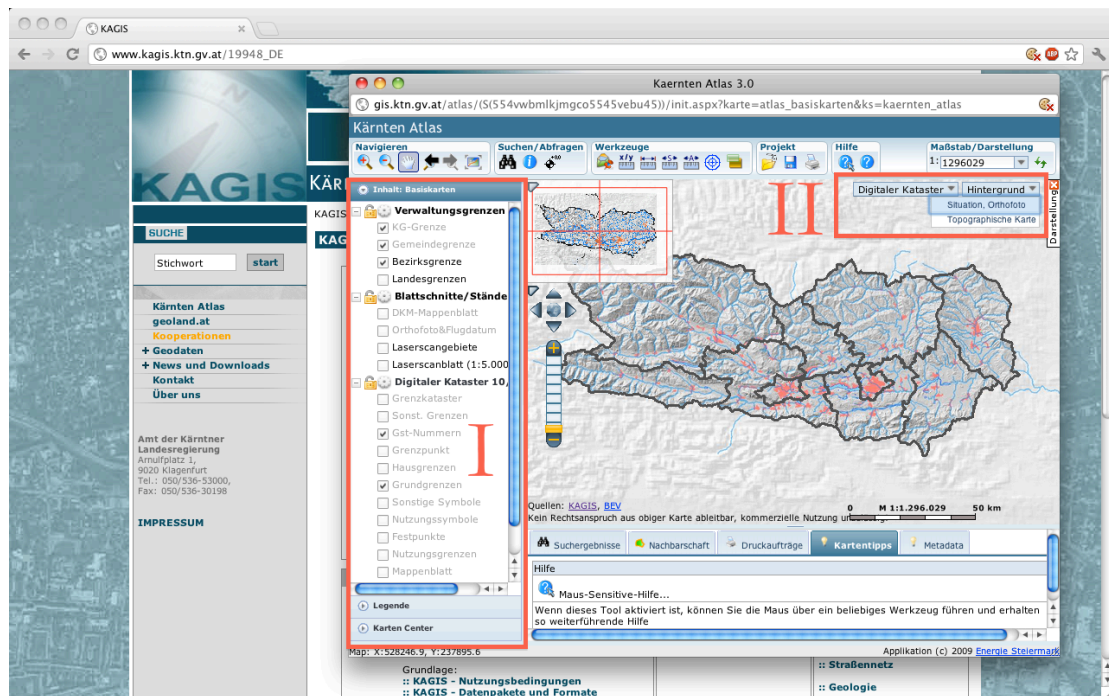 KAGIS
www.kagis.ktn.gv.at/19948_DE
ABP
Kaernten Atlas 3.0
gis.ktn.gv.at/atlas/(S(554vwbmlkjmgco5545vebu45))/init.aspx?karte=atlas_basiskarten&ks=kaernten_atlas
Kärnten Atlas
Navigieren
Suchen/Abfragen
Werkzeuge
Projekt
Hilfe
Maßstab/Darstellung
x/y
<S>
<A>
1: 1296029
KAGIS
KÄR
KAGIS
KAG
SUCHE
Stichwort
start
Kärnten Atlas
geoland.at
Kooperationen
+ Geodaten
+ News und Downloads
Kontakt
Über uns
Amt der Kärntner
Landesregierung
Arnulfplatz 1,
9020 Klagenfurt
Tel.: 050/536-53000,
Fax: 050/536-30198
IMPRESSUM
Inhalt: Basiskarten
Verwaltungsgrenzen
KG-Grenze
Gemeindegrenze
Bezirksgrenze
Landesgrenzen
Blattschnitte/Stände
DKM-Mappenblatt
Orthofoto&Flugdatum
Laserscangebiete
Laserscanblatt (1:5.000
Digitaler Kataster 10,
Grenzkataster
Sonst. Grenzen
Gst-Nummern
Grenzpunkt
Hausgrenzen
Grundgrenzen
Sonstige Symbole
Nutzungssymbole
Festpunkte
Nutzungsgrenzen
Mappenblatt
Legende
Karten Center
I
II
Digitaler Kataster
Hintergrund
Situation, Orthofoto
Topographische Karte
Darstellung
Quellen: KAGIS, BEV
Kein Rechtsanspruch aus obiger Karte ableitbar, kommerzielle Nutzung
0 M 1:1.296.029 50 km
Suchergebnisse
Nachbarschaft
Druckaufträge
Kartentipps
Metadata
Hilfe
Maus-Sensitive-Hilfe...
Wenn dieses Tool aktiviert ist, können Sie die Maus über ein beliebiges Werkzeug führen und erhalten
so weiterführende Hilfe
Map: X:528246.9, Y:237895.6
Applikation (c) 2009 Energie Steiermark
Grundlage:
:: KAGIS - Nutzungsbedingungen
:: KAGIS - Datenpakete und Formate
:: Straßennetz
:: Geologie